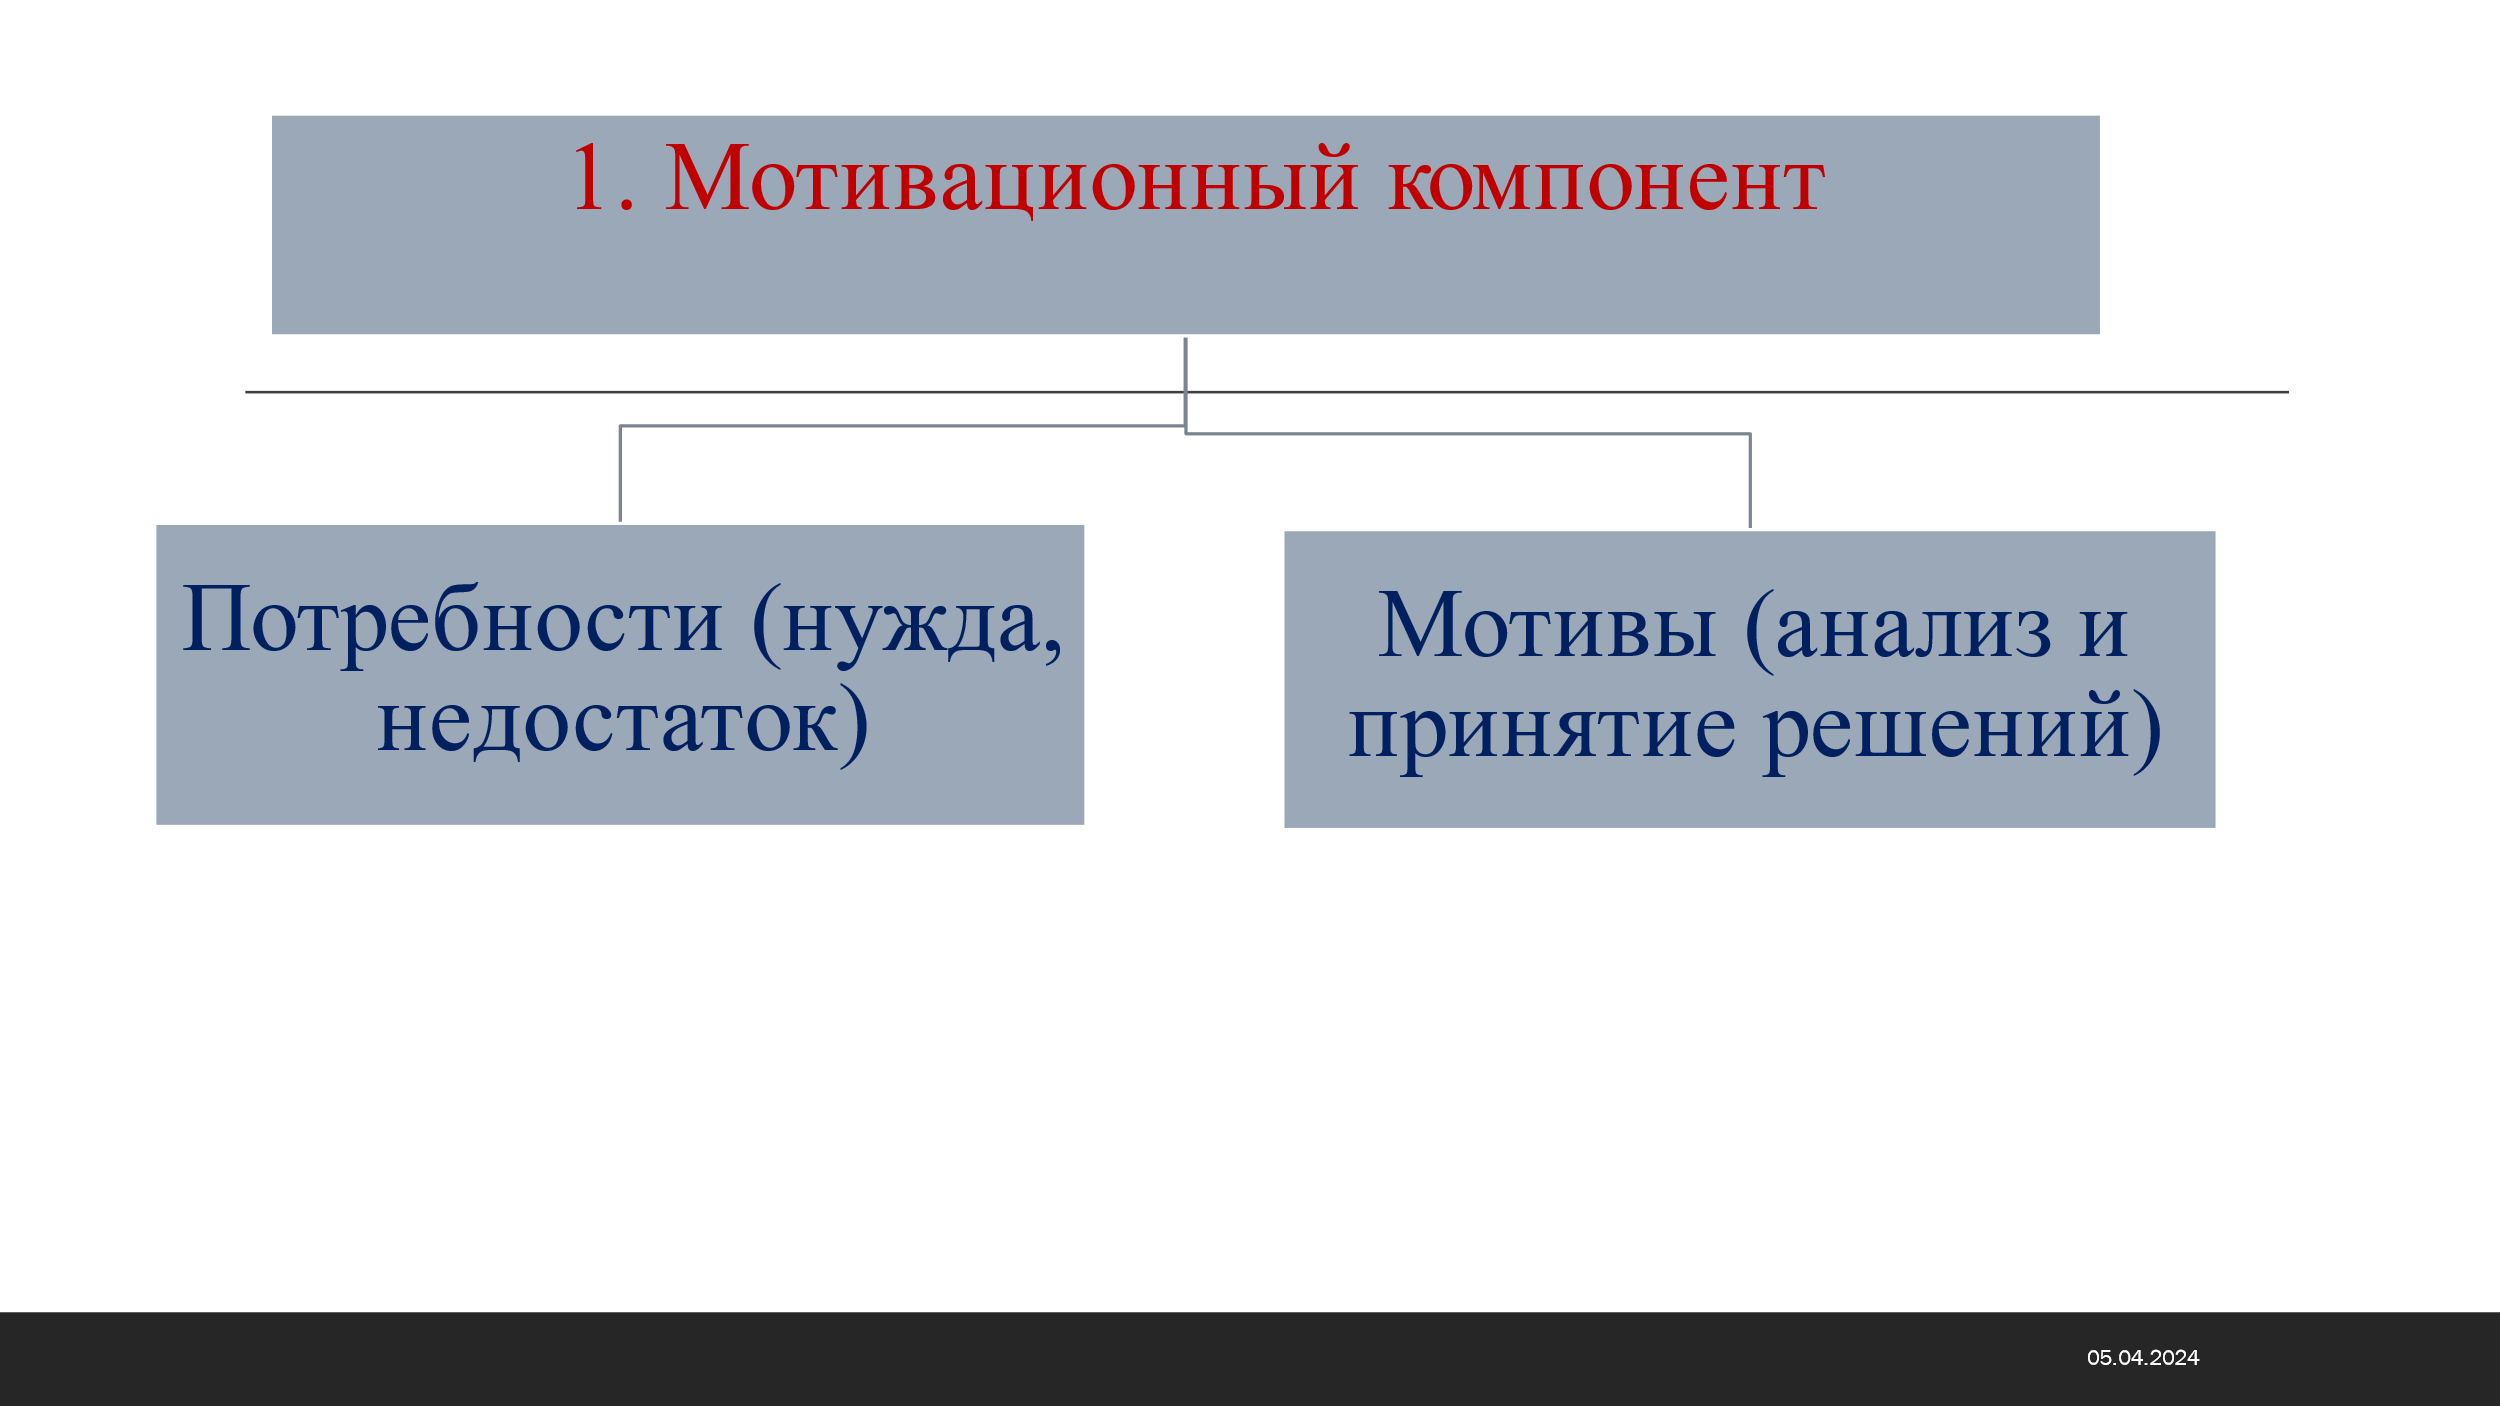 1. Мотивационный компонент
Потребности (нужда,
недостаток)
Мотивы (анализ и
принятие решений)
05.04.2024